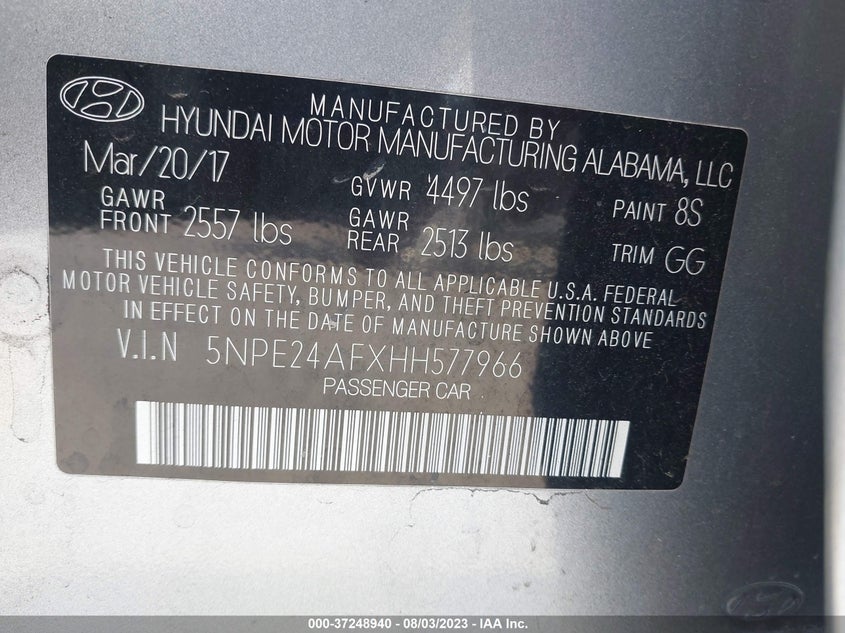 MANUFACTURED BY
HYUNDAI MOTOR MANUFACTURING ALABAMA, LLC
Mar/20/17 GVWR 4497 lbs PAINT 8S
GAWR FRONT 2557 lbs GAWR REAR 2513 lbs TRIM GG
THIS VEHICLE CONFORMS TO ALL APPLICABLE U.S.A. FEDERAL
MOTOR VEHICLE SAFETY, BUMPER, AND THEFT PREVENTION STANDARDS
IN EFFECT ON THE DATE OF MANUFACTURE SHOWN ABOVE
V.I.N 5NPE24AFXHH577966
PASSENGER CAR
000-37248940 - 08/03/2023 - IAA Inc.